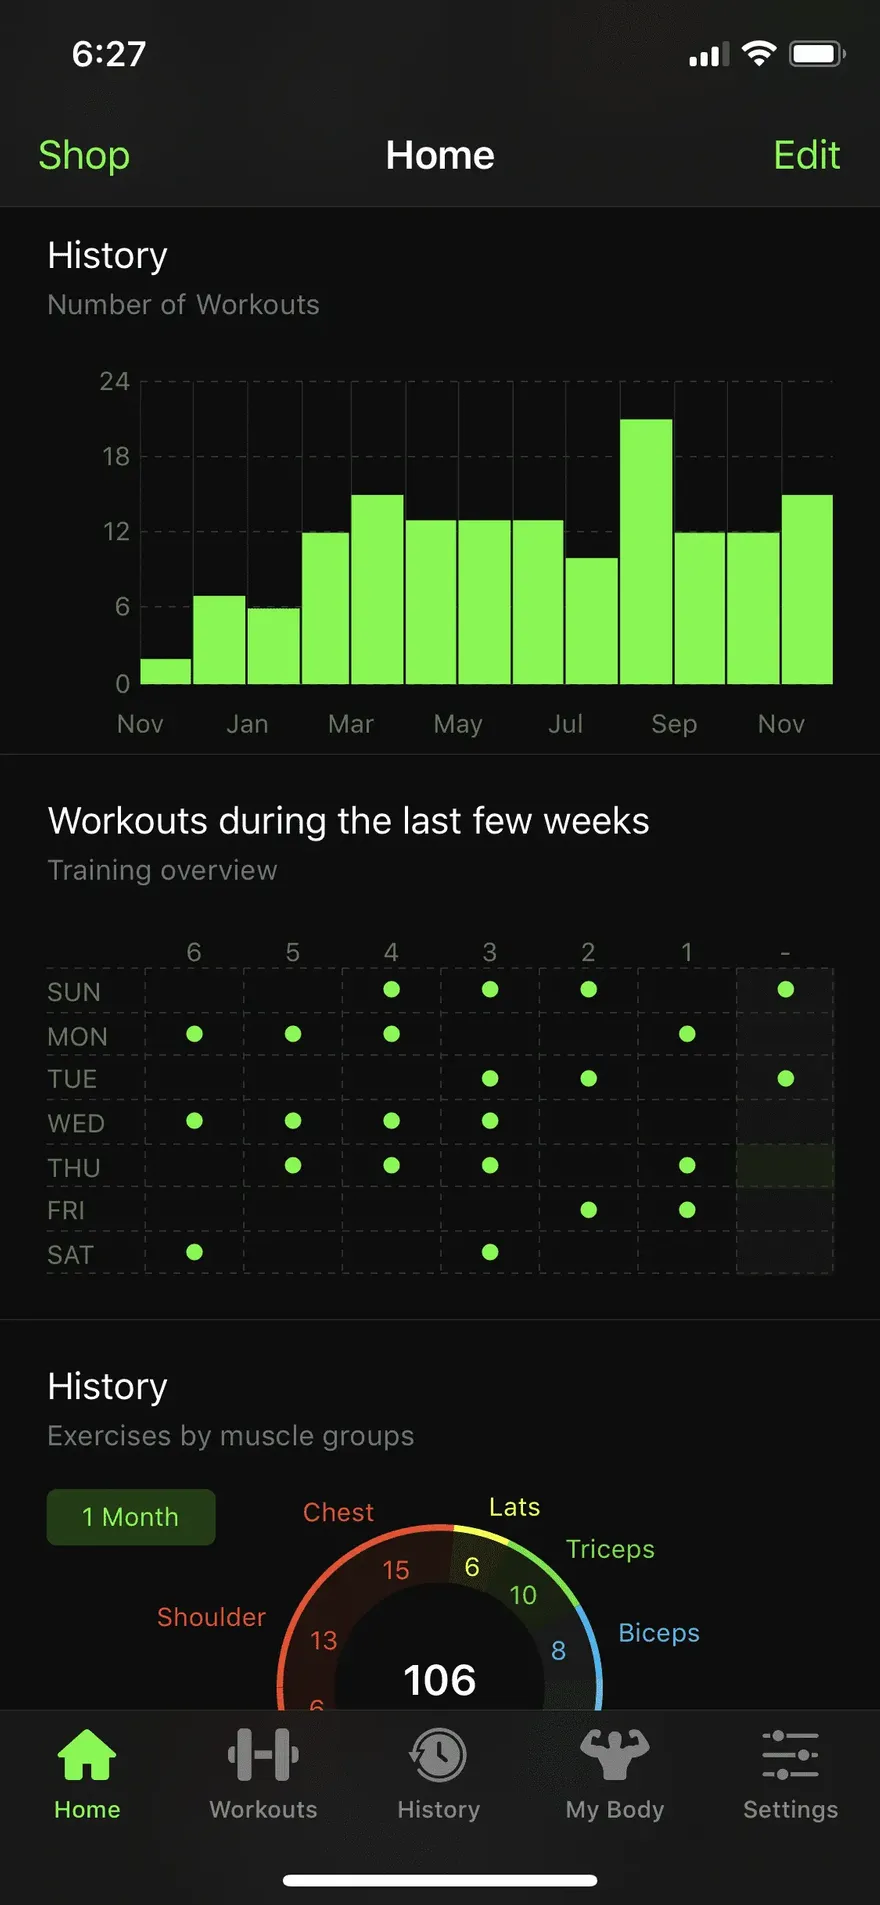 6:27
Shop Home Edit
History
Number of Workouts
24
18
12
6
0
Nov Jan Mar May Jul Sep Nov
Workouts during the last few weeks
Training overview
6 5 4 3 2 1 -
SUN
MON
TUE
WED
THU
FRI
SAT
History
Exercises by muscle groups
1 Month
Chest
Lats
Triceps
Shoulder
Biceps
15
6
10
13
8
106
6
Home Workouts History My Body Settings